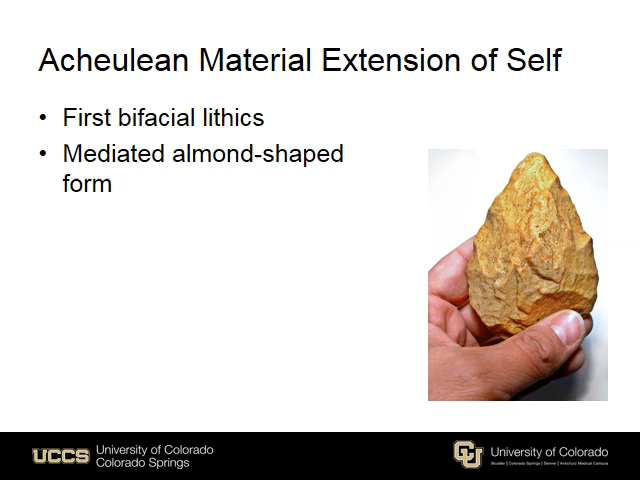 Acheulean Material Extension of Self
• First bifacial lithics
• Mediated almond-shaped
form
UCCS University of Colorado
Colorado Springs
CU University of Colorado
Boulder | Colorado Springs | Denver | Anschutz Medical Campus